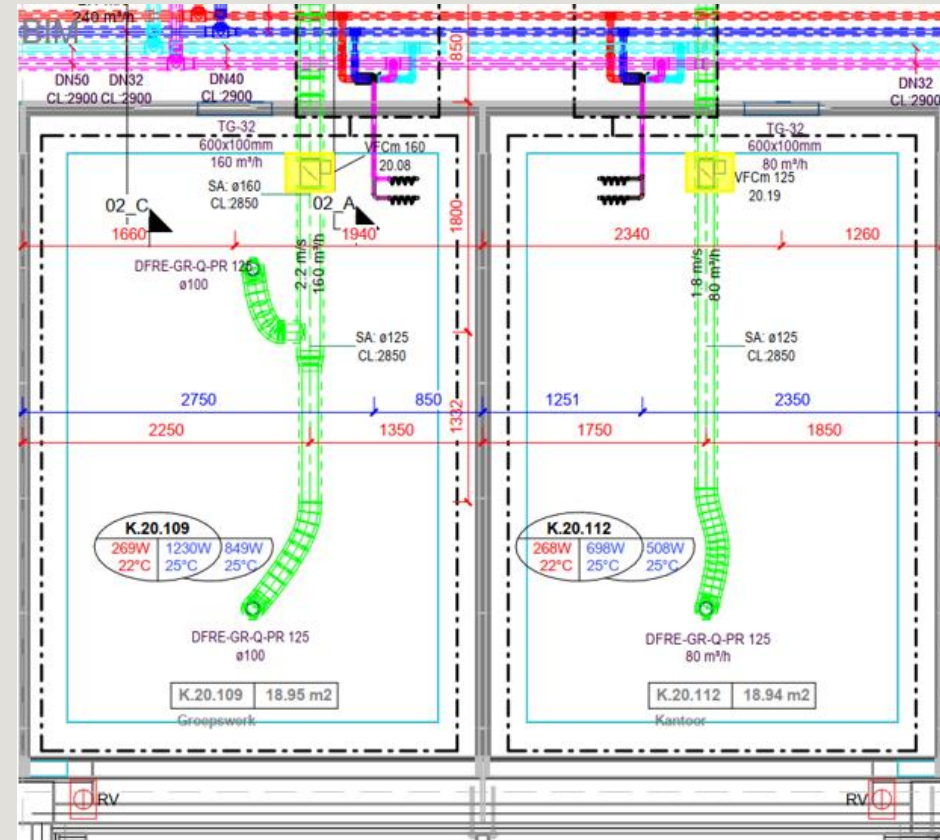 240 m³/h
BIM
850
DN50 DN32
CL:2900 CL:2900
DN40
CL:2900
DN32
CL:2900
TG-32
600x100mm
160 m³/h
VFCm 160
20.08
SA: ø160
CL:2850
TG-32
600x100mm
80 m³/h
VFCm 125
20.19
02_C
02_A
1800
1660
1940
2340
1260
DFRE-GR-Q-PR 125
ø100
2.2 m/s
160 m³/h
1.8 m/s
80 m³/h
SA: ø125
CL:2850
SA: ø125
CL:2850
2750
850
1332
1251
2350
2250
1350
1750
1850
K.20.109
269W 1230W 849W
22°C 25°C 25°C
K.20.112
268W 698W 508W
22°C 25°C 25°C
DFRE-GR-Q-PR 125
ø100
DFRE-GR-Q-PR 125
80 m³/h
K.20.109 18.95 m2
Groepswerk
K.20.112 18.94 m2
Kantoor
RV
RV